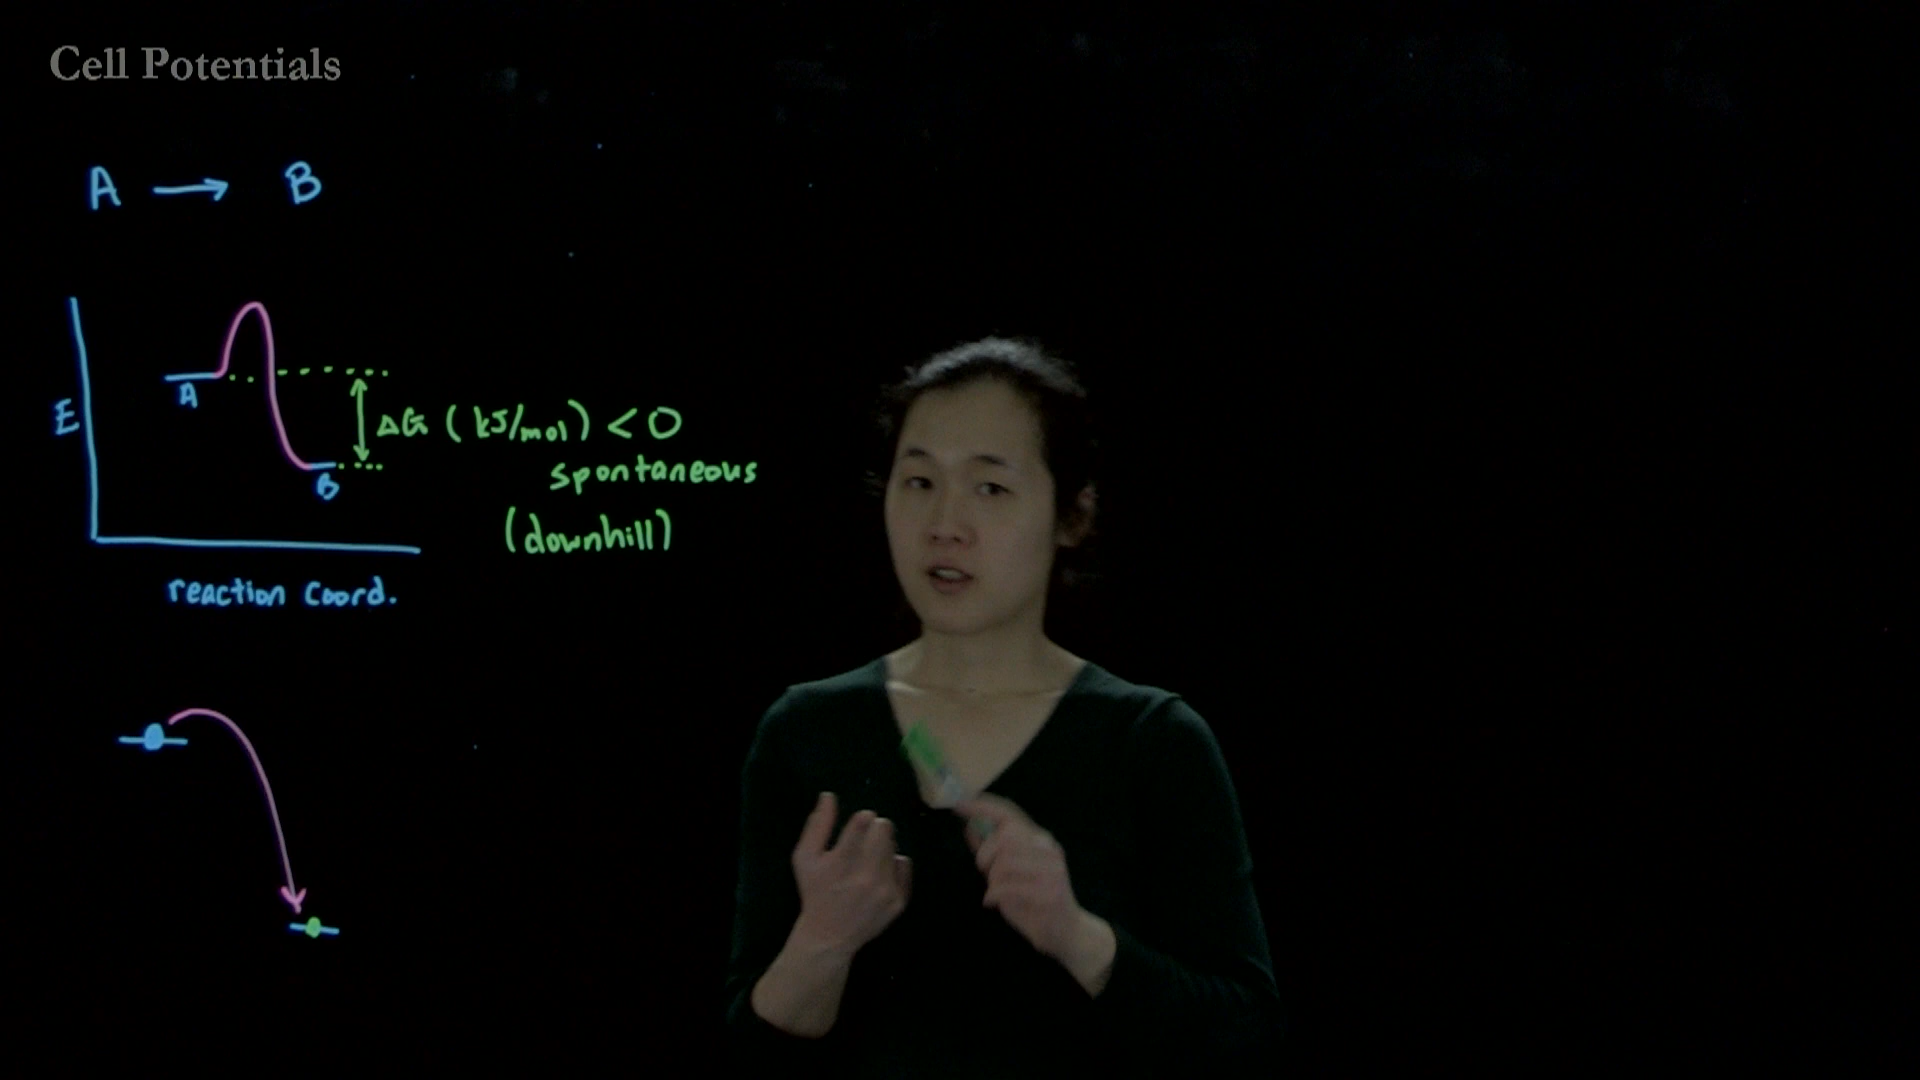 Cell Potentials
A → B
E
A
ΔG (kJ/mol) < 0
spontaneous
B
(downhill)
reaction coord.